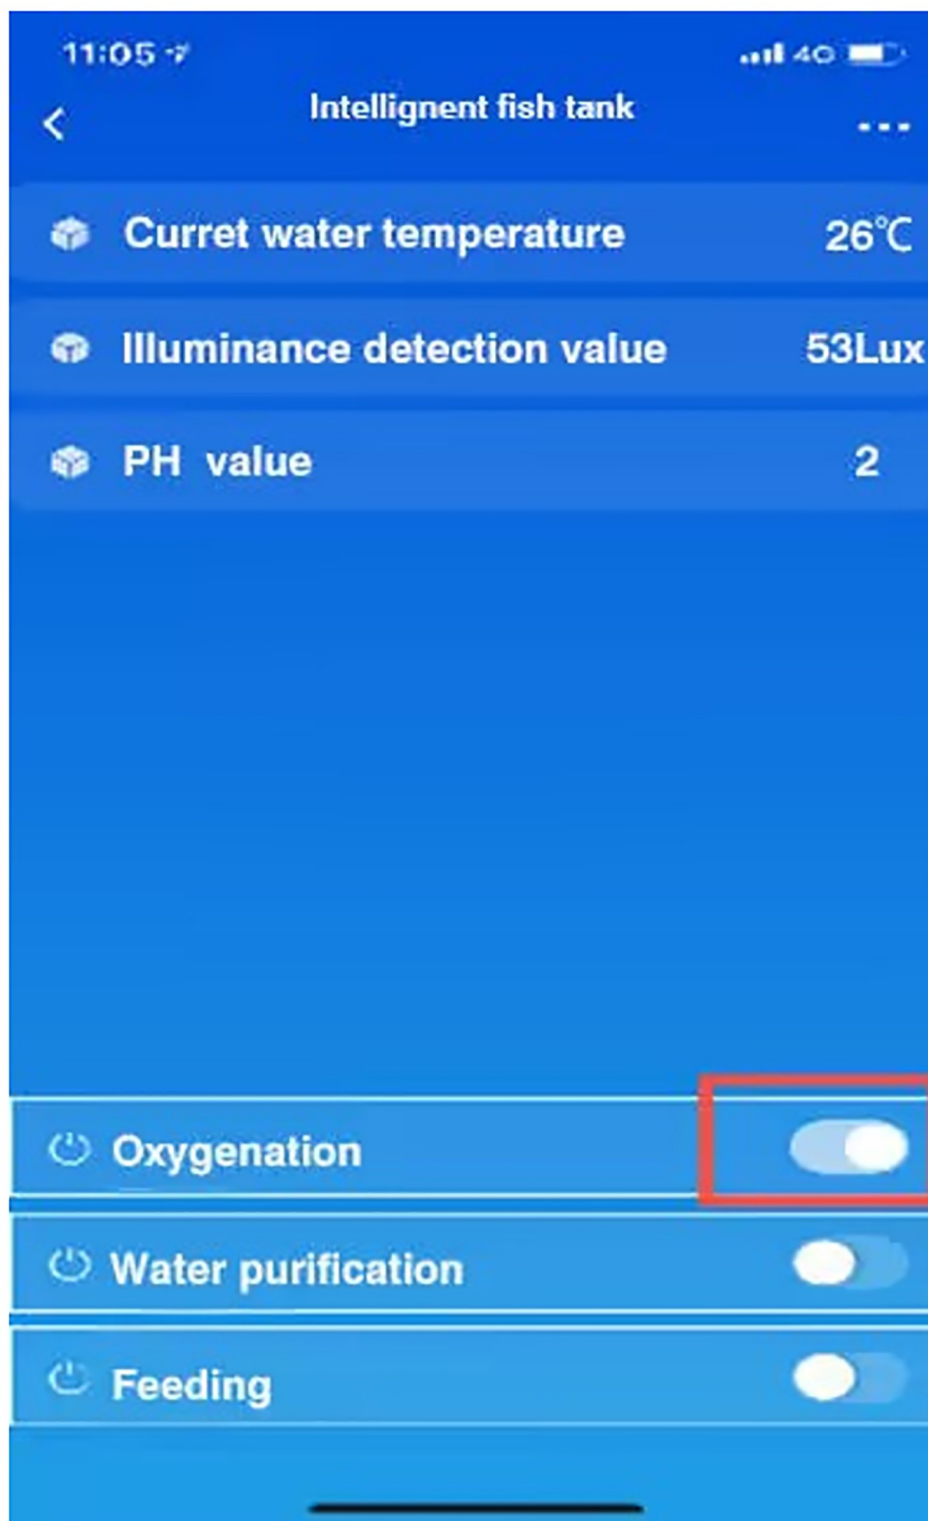 11:05
4G
Intellignent fish tank
Curret water temperature 26℃
Illuminance detection value 53Lux
PH value 2
Oxygenation
Water purification
Feeding